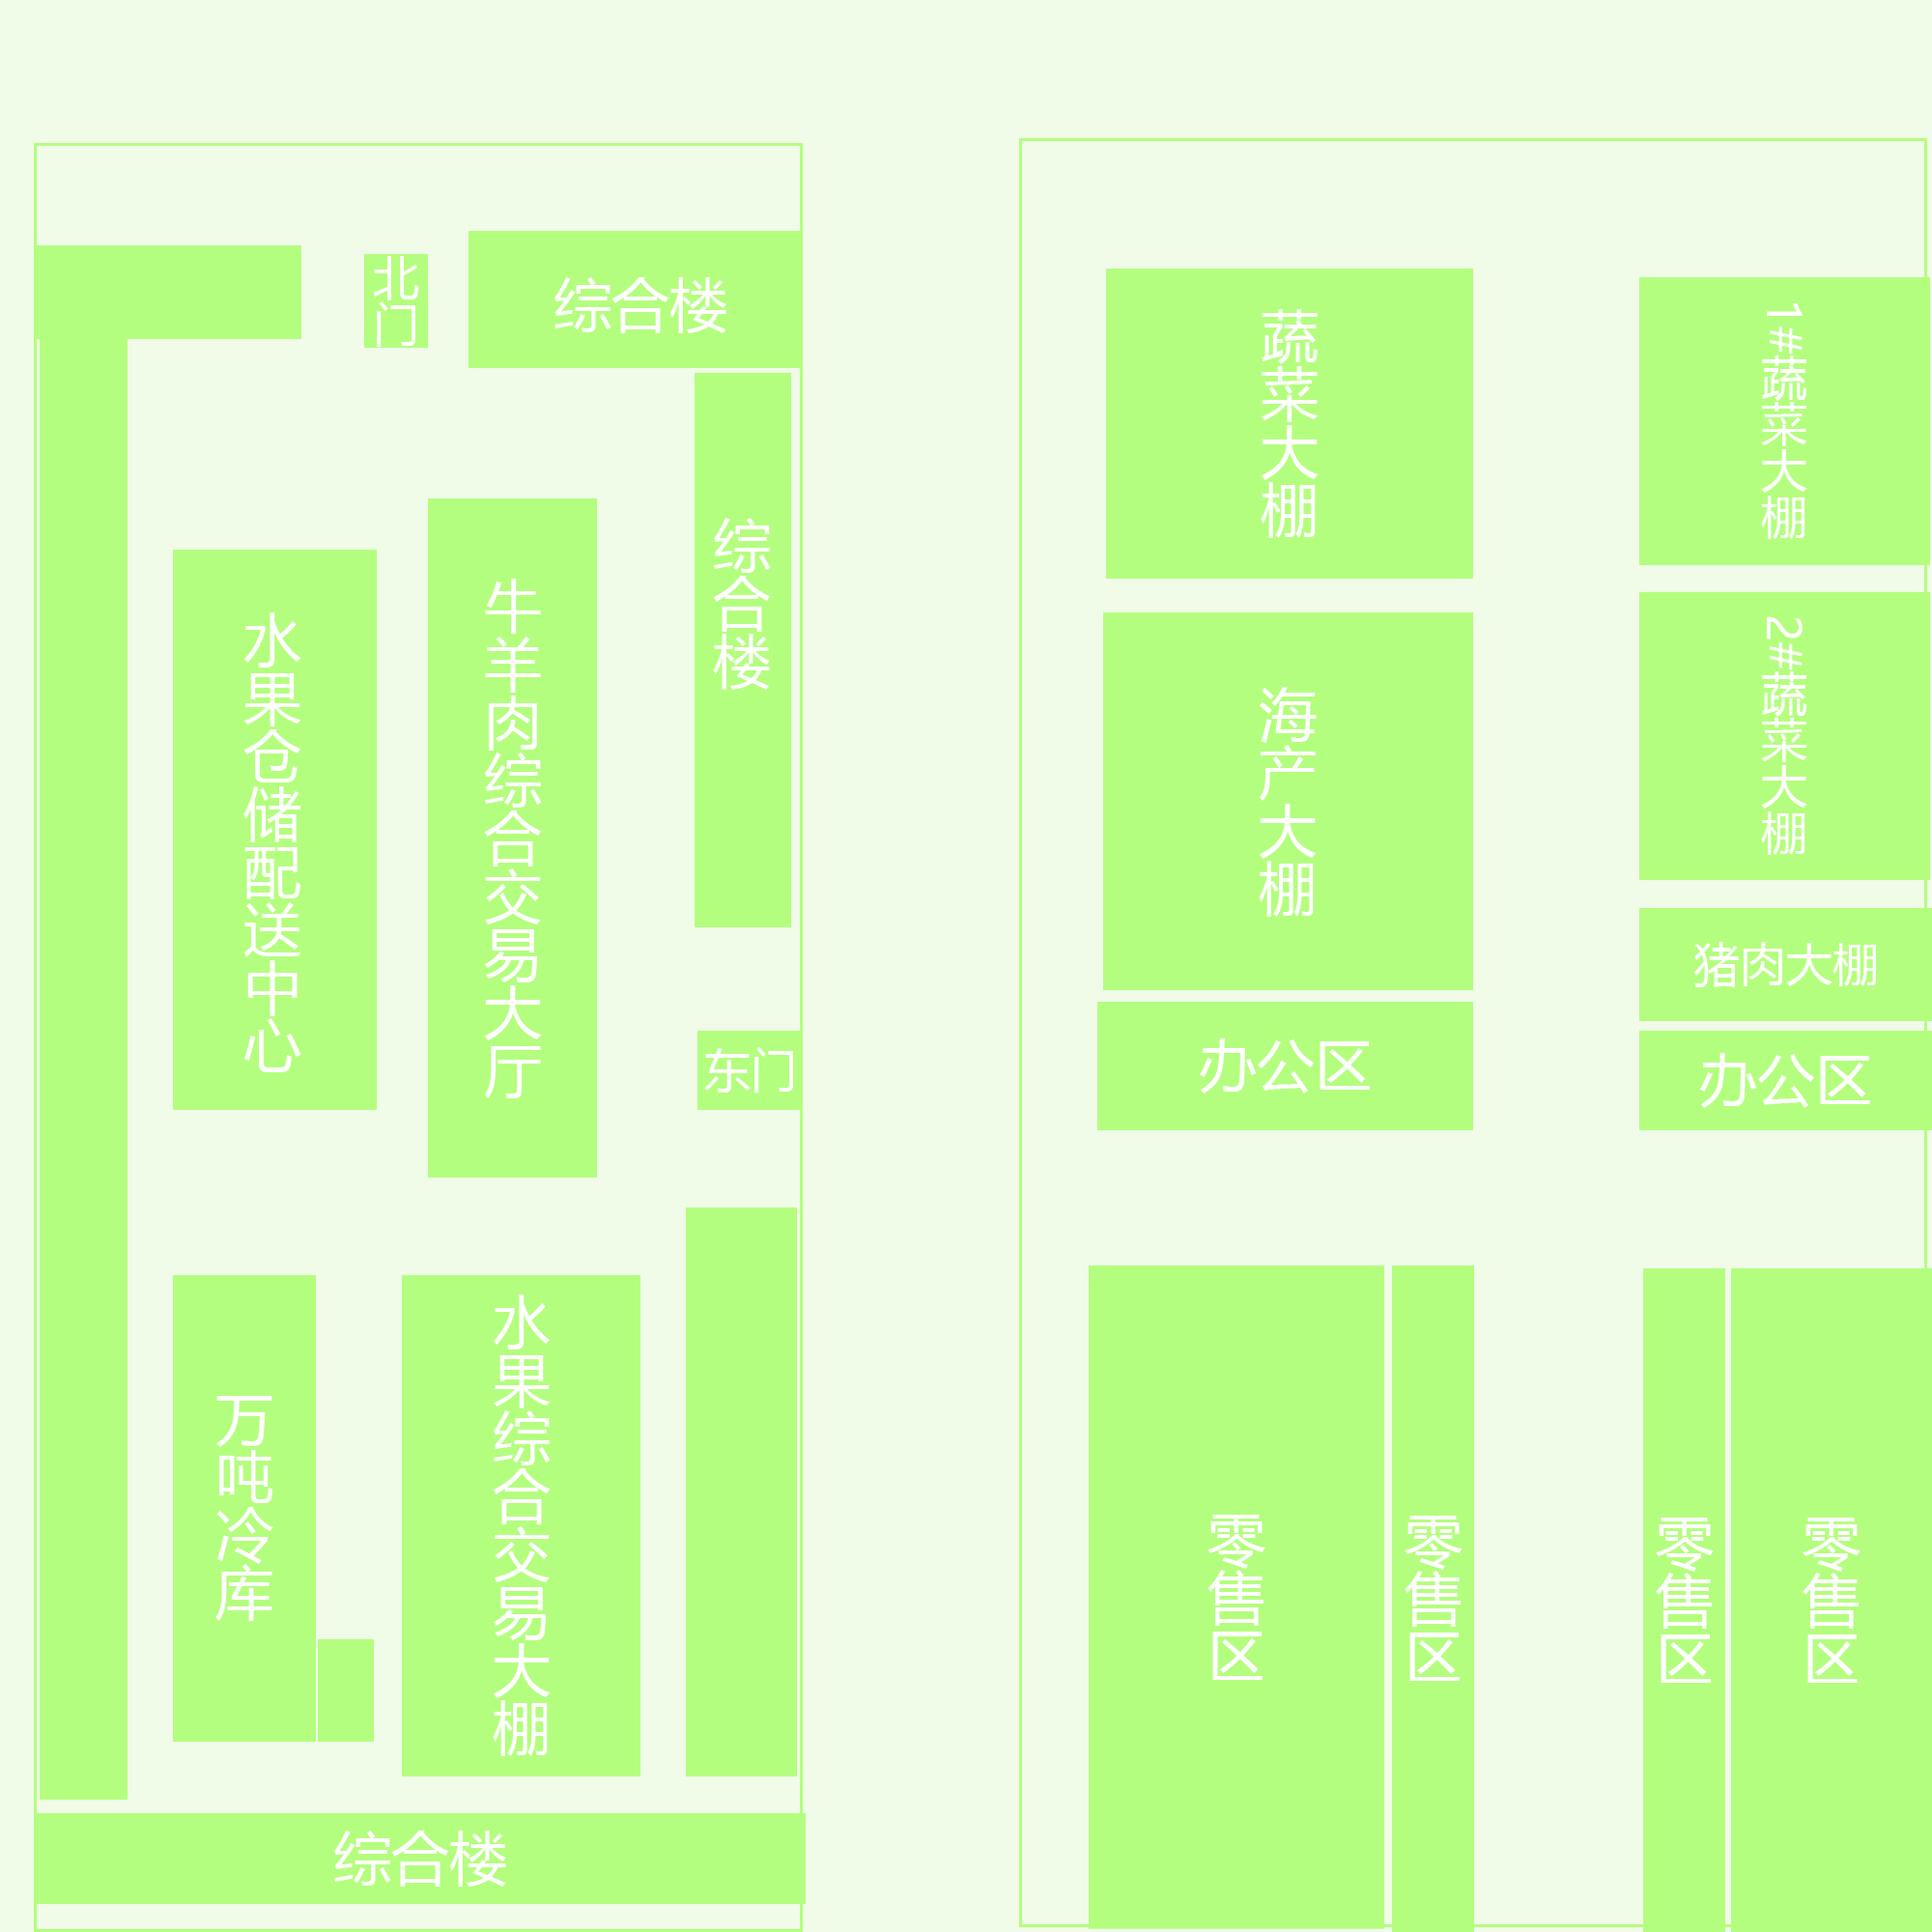 北门
综合楼
综合楼
水果仓储配送中心
牛羊肉综合交易大厅
东门
万吨冷库
水果综合交易大棚
综合楼
蔬菜大棚
1#蔬菜大棚
海产大棚
2#蔬菜大棚
猪肉大棚
办公区
办公区
零售区
零售区
零售区
零售区